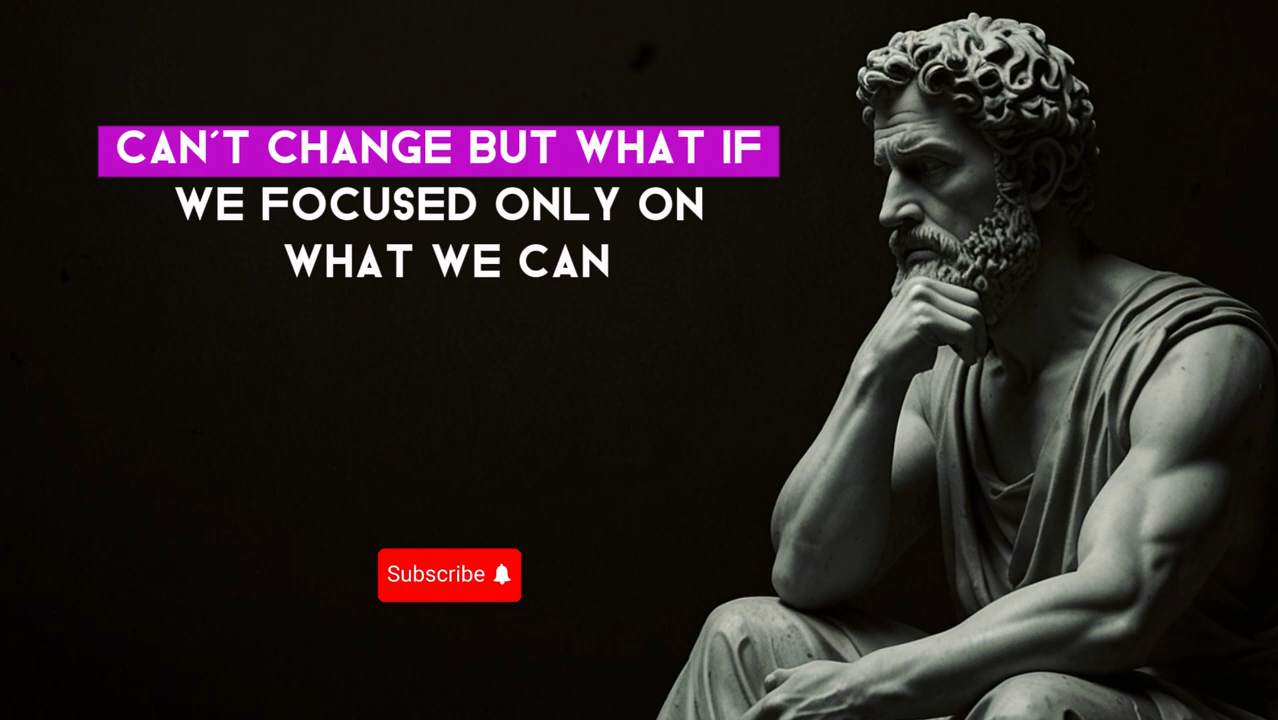 CAN'T CHANGE BUT WHAT IF
WE FOCUSED ONLY ON
WHAT WE CAN
Subscribe